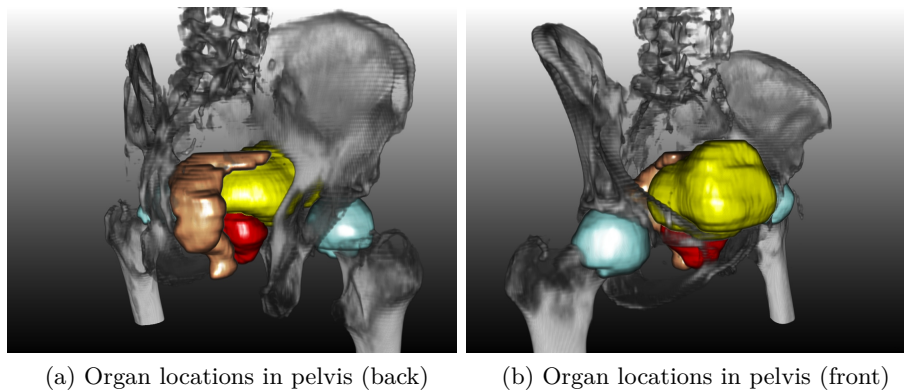 (a) Organ locations in pelvis (back)
(b) Organ locations in pelvis (front)